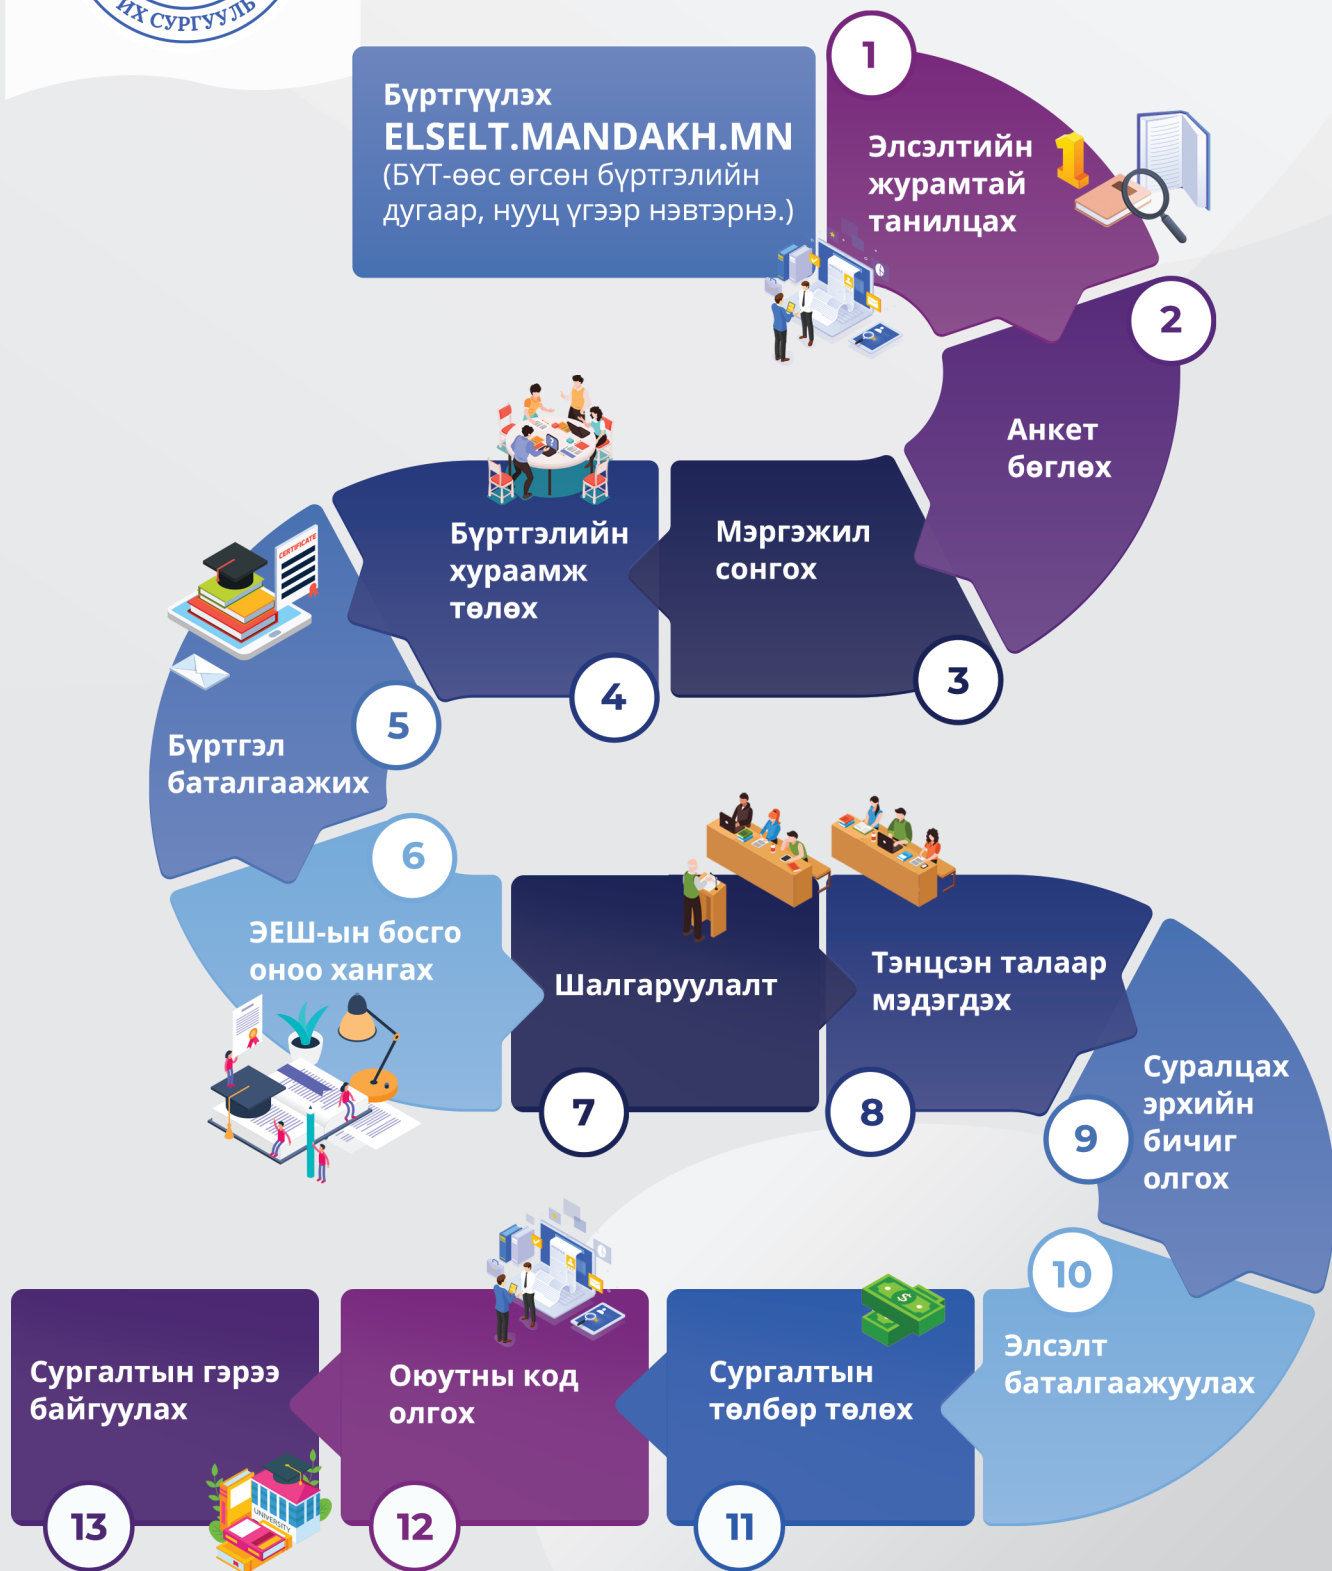 ИХ СУРГУУЛЬ
Бүртгүүлэх
ELSELT.MANDAKH.MN
(БҮТ-өөс өгсөн бүртгэлийн
дугаар, нууц үгээр нэвтэрнэ.)
1
Элсэлтийн
журамтай
танилцах
1
2
Анкет
бөглөх
Мэргэжил
сонгох
3
Бүртгэлийн
хураамж
төлөх
4
CERTIFICATE
5
Бүртгэл
баталгаажих
6
ЭЕШ-ын босго
оноо хангах
Шалгаруулалт
7
Тэнцсэн талаар
мэдэгдэх
8
Суралцах
эрхийн
бичиг
олгох
9
10
Элсэлт
баталгаажуулах
Сургалтын
төлбөр төлөх
11
Оюутны код
олгох
12
Сургалтын гэрээ
байгуулах
13
UNIVERSITY